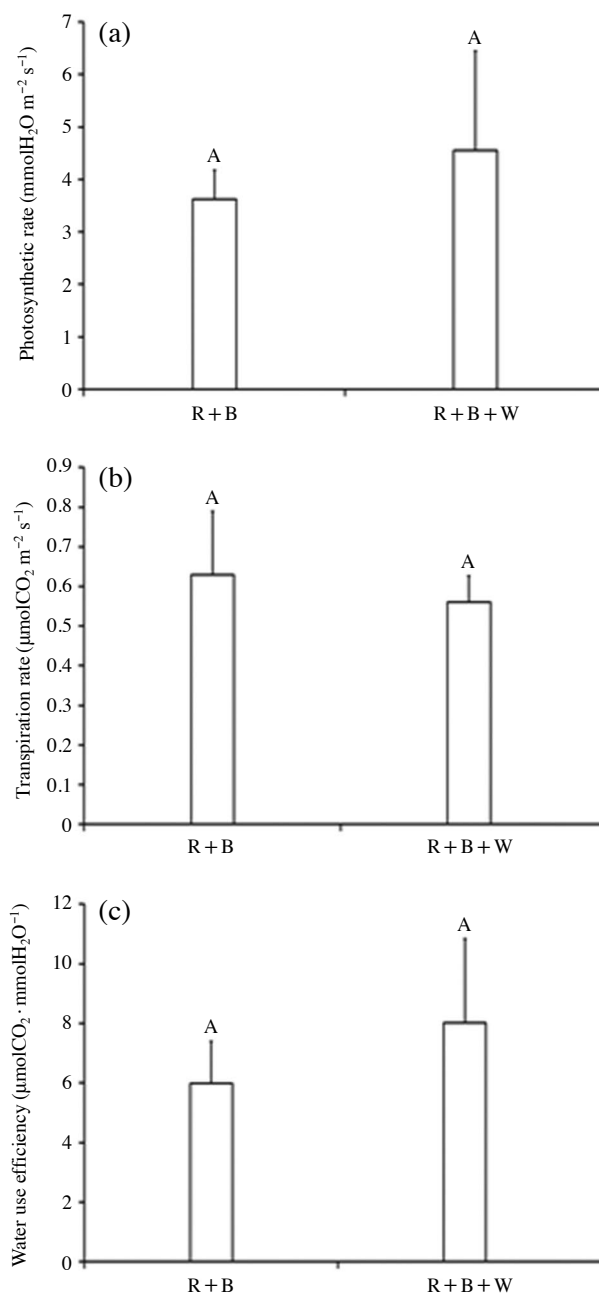 (a)
Photosynthetic rate (mmolH₂O m⁻² s⁻¹)
7
6
5
4
3
2
1
0
A
A
R + B
R + B + W
(b)
Transpiration rate (μmolCO₂ m⁻² s⁻¹)
0.9
0.8
0.7
0.6
0.5
0.4
0.3
0.2
0.1
0
A
A
R + B
R + B + W
(c)
Water use efficiency (μmolCO₂ · mmolH₂O⁻¹)
12
10
8
6
4
2
0
A
A
R + B
R + B + W